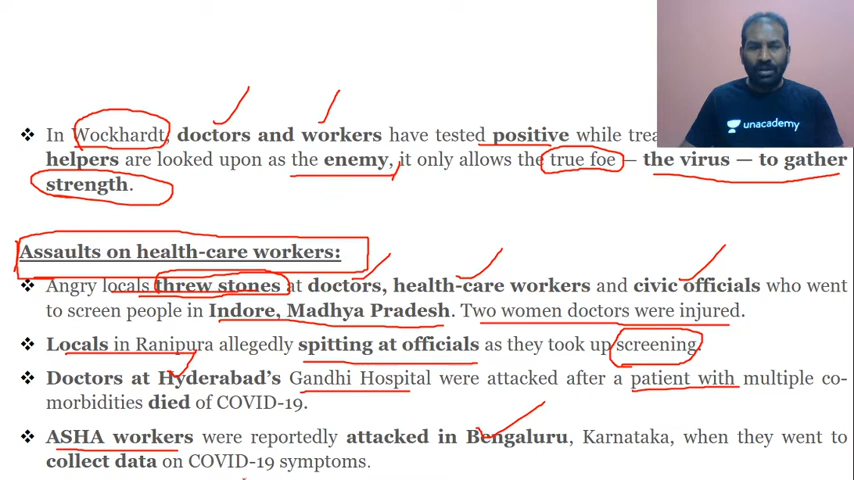 In Wockhardt, doctors and workers have tested positive while
unacademy
helpers are looked upon as the enemy, it only allows the true foe — the virus — to gather
strength.
Assaults on health-care workers:
Angry locals threw stones at doctors, health-care workers and civic officials who went
to screen people in Indore, Madhya Pradesh. Two women doctors were injured.
Locals in Ranipura allegedly spitting at officials as they took up screening.
Doctors at Hyderabad's Gandhi Hospital were attacked after a patient with multiple co-
morbidities died of COVID-19.
ASHA workers were reportedly attacked in Bengaluru, Karnataka, when they went to
collect data on COVID-19 symptoms.